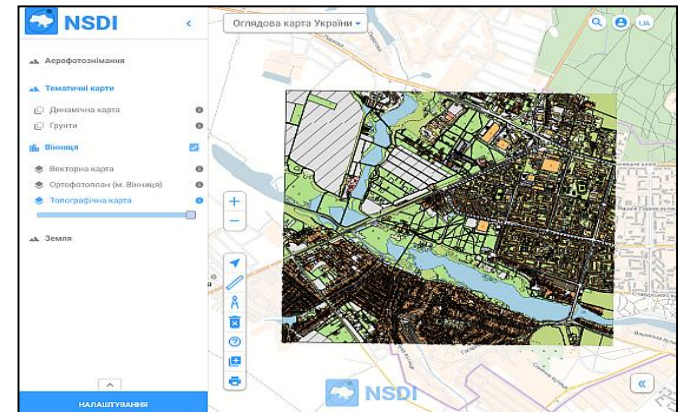 NSDI
Оглядова карта України
UA
Аерофотознімання
Тематичні карти
Динамічна карта
Грунти
Вінниця
Векторна карта
Ортофотоплан (м. Вінниця)
Топографічна карта
Земля
НАЛАШТУВАННЯ
NSDI